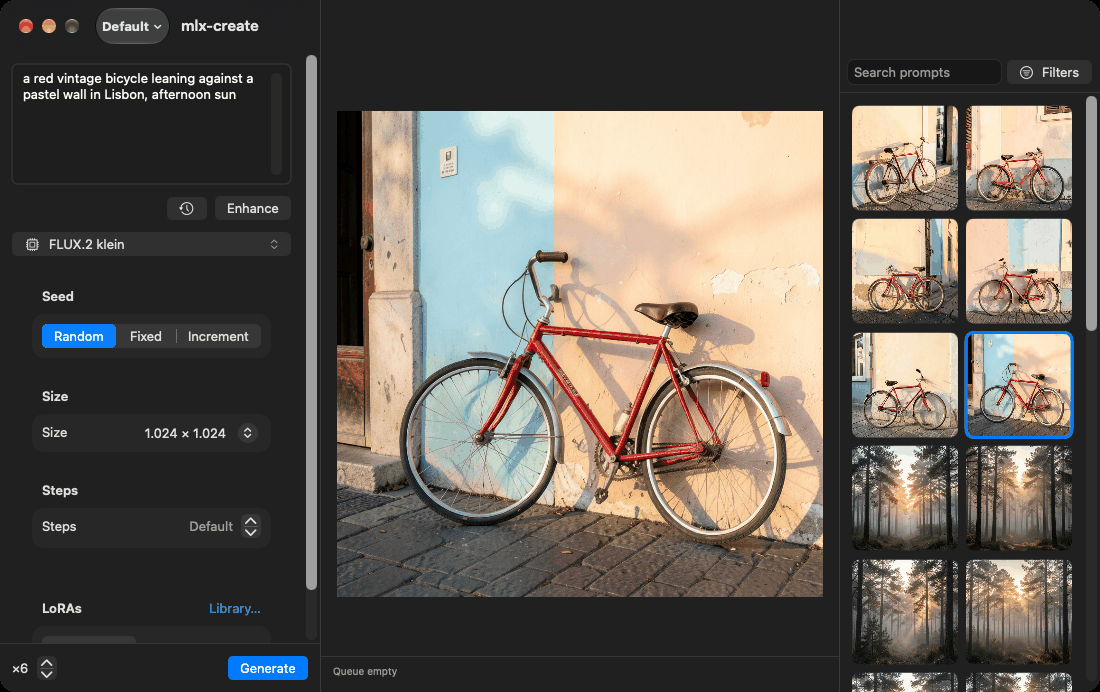 Default
mlx-create
a red vintage bicycle leaning against a
pastel wall in Lisbon, afternoon sun
Enhance
FLUX.2 klein
Seed
Random
Fixed
Increment
Size
Size
1.024 × 1.024
Steps
Steps
Default
LoRAs
Library...
×6
Generate
Queue empty
Search prompts
Filters